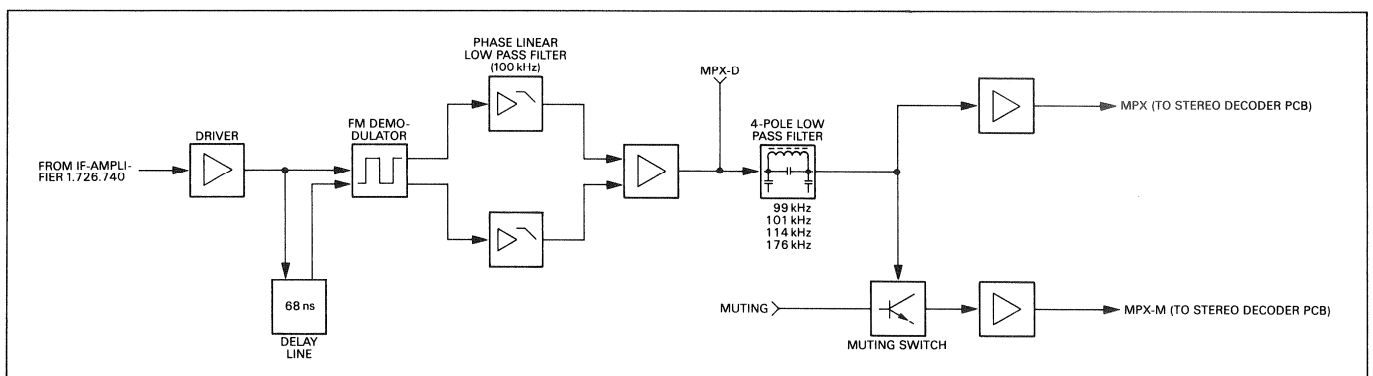 PHASE LINEAR
LOW PASS FILTER
(100 kHz)
MPX-D
4-POLE LOW
PASS FILTER
MPX (TO STEREO DECODER PCB)
DRIVER
FM DEMO-
DULATOR
FROM IF-AMPLI-
FIER 1.726.740
99 kHz
101 kHz
114 kHz
176 kHz
68 ns
DELAY
LINE
MUTING
MUTING SWITCH
MPX-M (TO STEREO DECODER PCB)